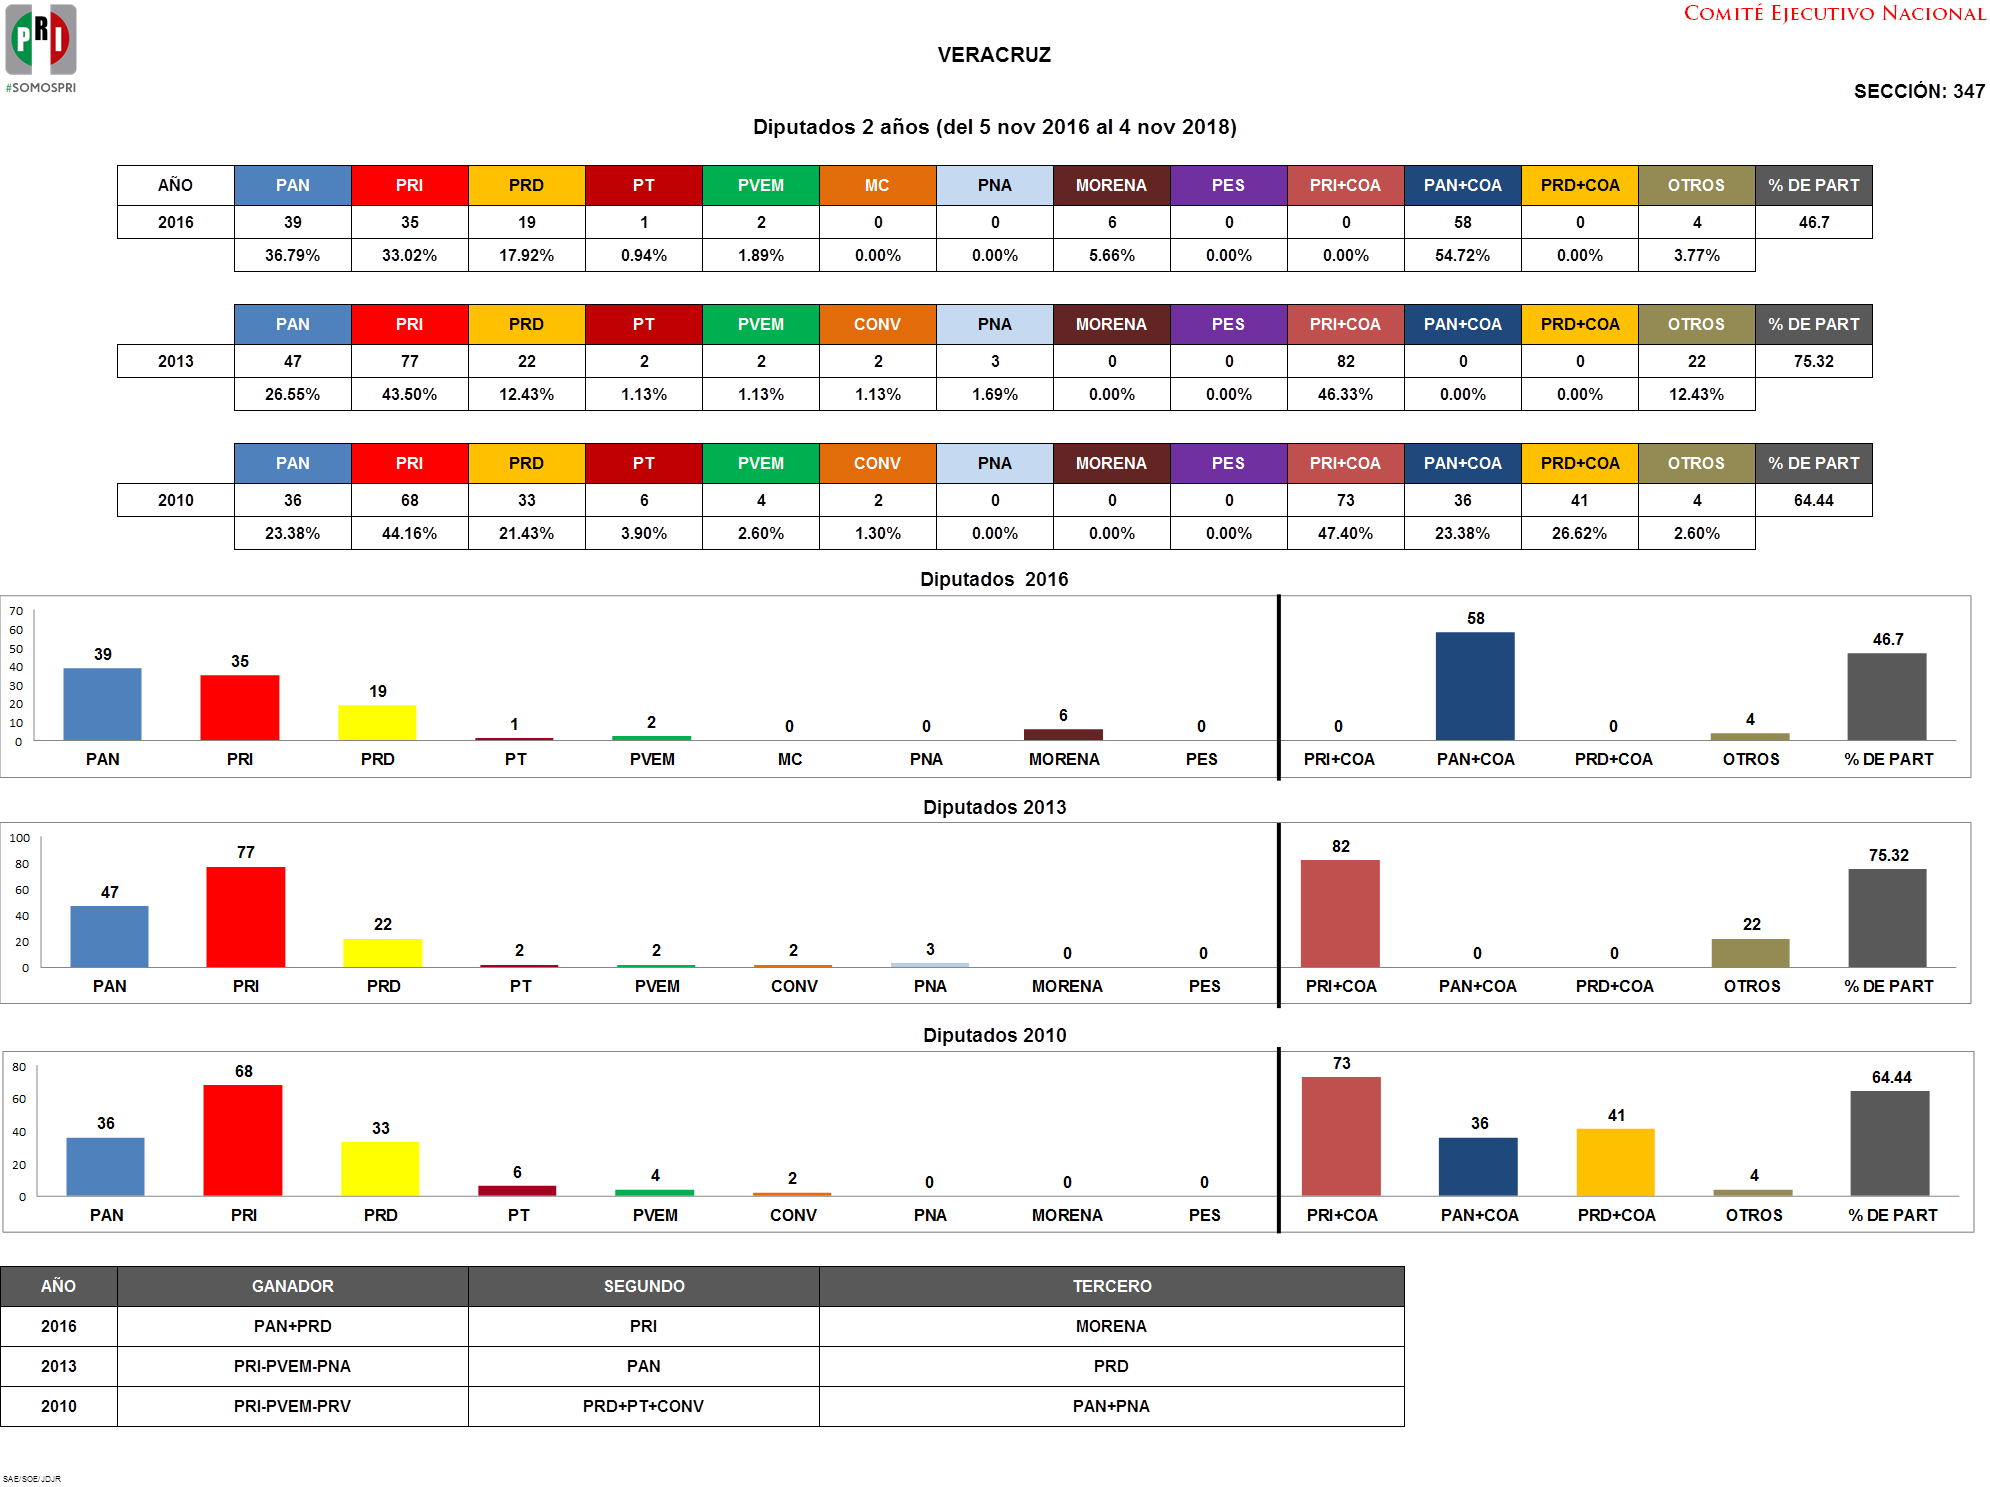 PRI
#SOMOSPRI
COMITÉ EJECUTIVO NACIONAL
VERACRUZ
SECCIÓN: 347
Diputados 2 años (del 5 nov 2016 al 4 nov 2018)
AÑO PAN PRI PRD PT PVEM MC PNA MORENA PES PRI+COA PAN+COA PRD+COA OTROS % DE PART
2016 39 35 19 1 2 0 0 6 0 0 58 0 4 46.7
36.79% 33.02% 17.92% 0.94% 1.89% 0.00% 0.00% 5.66% 0.00% 0.00% 54.72% 0.00% 3.77%
PAN PRI PRD PT PVEM CONV PNA MORENA PES PRI+COA PAN+COA PRD+COA OTROS % DE PART
2013 47 77 22 2 2 2 3 0 0 82 0 0 22 75.32
26.55% 43.50% 12.43% 1.13% 1.13% 1.13% 1.69% 0.00% 0.00% 46.33% 0.00% 0.00% 12.43%
PAN PRI PRD PT PVEM CONV PNA MORENA PES PRI+COA PAN+COA PRD+COA OTROS % DE PART
2010 36 68 33 6 4 2 0 0 0 73 36 41 4 64.44
23.38% 44.16% 21.43% 3.90% 2.60% 1.30% 0.00% 0.00% 0.00% 47.40% 23.38% 26.62% 2.60%
Diputados 2016
70
60
50
40
30
20
10
0
39 35 19 1 2 0 0 6 0 0 58 0 4 46.7
PAN PRI PRD PT PVEM MC PNA MORENA PES PRI+COA PAN+COA PRD+COA OTROS % DE PART
Diputados 2013
100
80
60
40
20
0
47 77 22 2 2 2 3 0 0 82 0 0 22 75.32
PAN PRI PRD PT PVEM CONV PNA MORENA PES PRI+COA PAN+COA PRD+COA OTROS % DE PART
Diputados 2010
80
60
40
20
0
36 68 33 6 4 2 0 0 0 73 36 41 4 64.44
PAN PRI PRD PT PVEM CONV PNA MORENA PES PRI+COA PAN+COA PRD+COA OTROS % DE PART
AÑO GANADOR SEGUNDO TERCERO
2016 PAN+PRD PRI MORENA
2013 PRI-PVEM-PNA PAN PRD
2010 PRI-PVEM-PRV PRD+PT+CONV PAN+PNA
SAE/SOE/JDJR